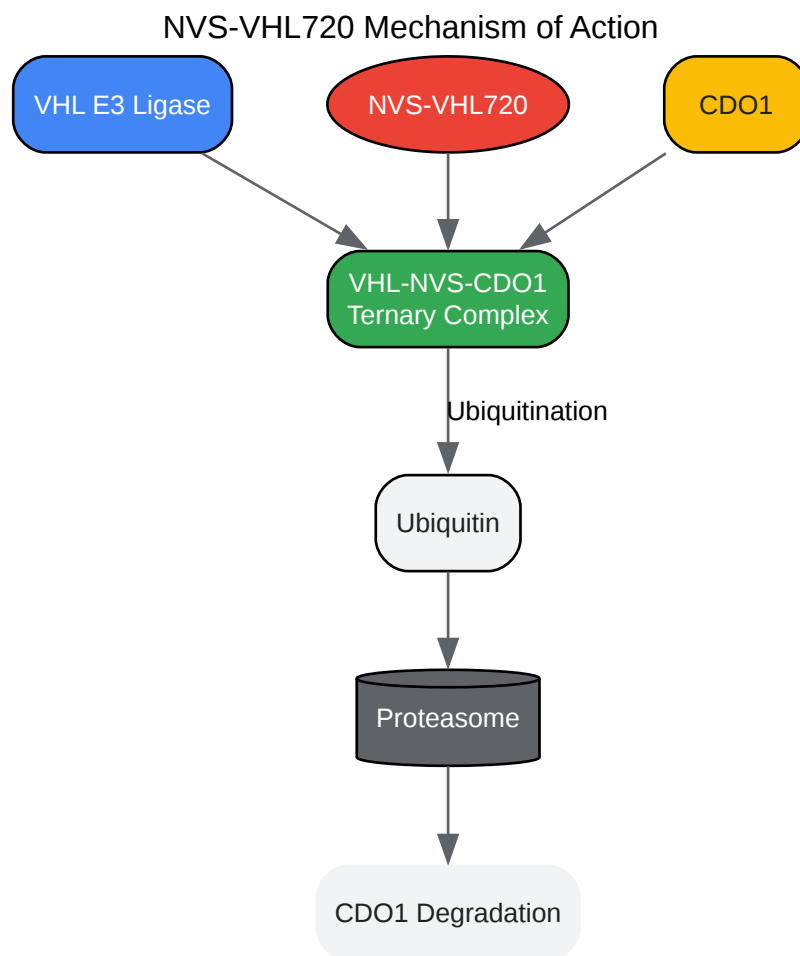 NVS-VHL720 Mechanism of Action
VHL E3 Ligase
NVS-VHL720
CDO1
VHL-NVS-CDO1
Ternary Complex
Ubiquitination
Ubiquitin
Proteasome
CDO1 Degradation